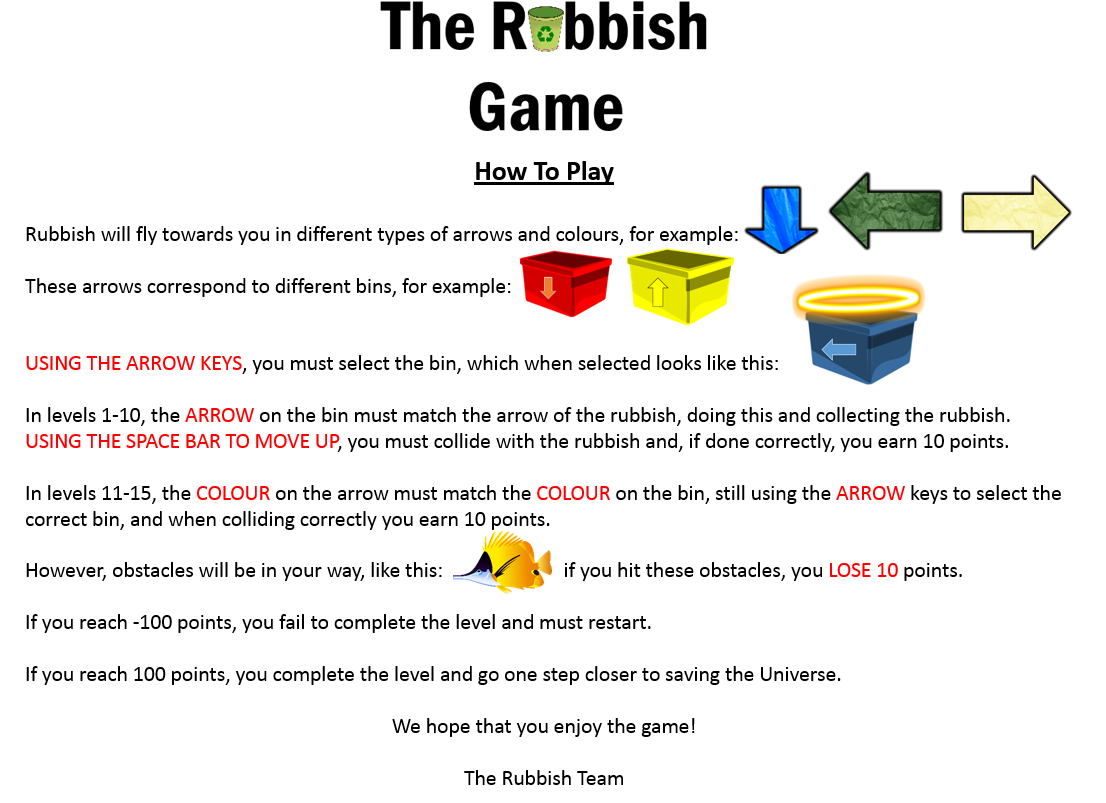 The Rubbish
Game
How To Play
Rubbish will fly towards you in different types of arrows and colours, for example:
These arrows correspond to different bins, for example:
USING THE ARROW KEYS, you must select the bin, which when selected looks like this:
In levels 1-10, the ARROW on the bin must match the arrow of the rubbish, doing this and collecting the rubbish.
USING THE SPACE BAR TO MOVE UP, you must collide with the rubbish and, if done correctly, you earn 10 points.
In levels 11-15, the COLOUR on the arrow must match the COLOUR on the bin, still using the ARROW keys to select the
correct bin, and when colliding correctly you earn 10 points.
However, obstacles will be in your way, like this: if you hit these obstacles, you LOSE 10 points.
If you reach -100 points, you fail to complete the level and must restart.
If you reach 100 points, you complete the level and go one step closer to saving the Universe.
We hope that you enjoy the game!
The Rubbish Team